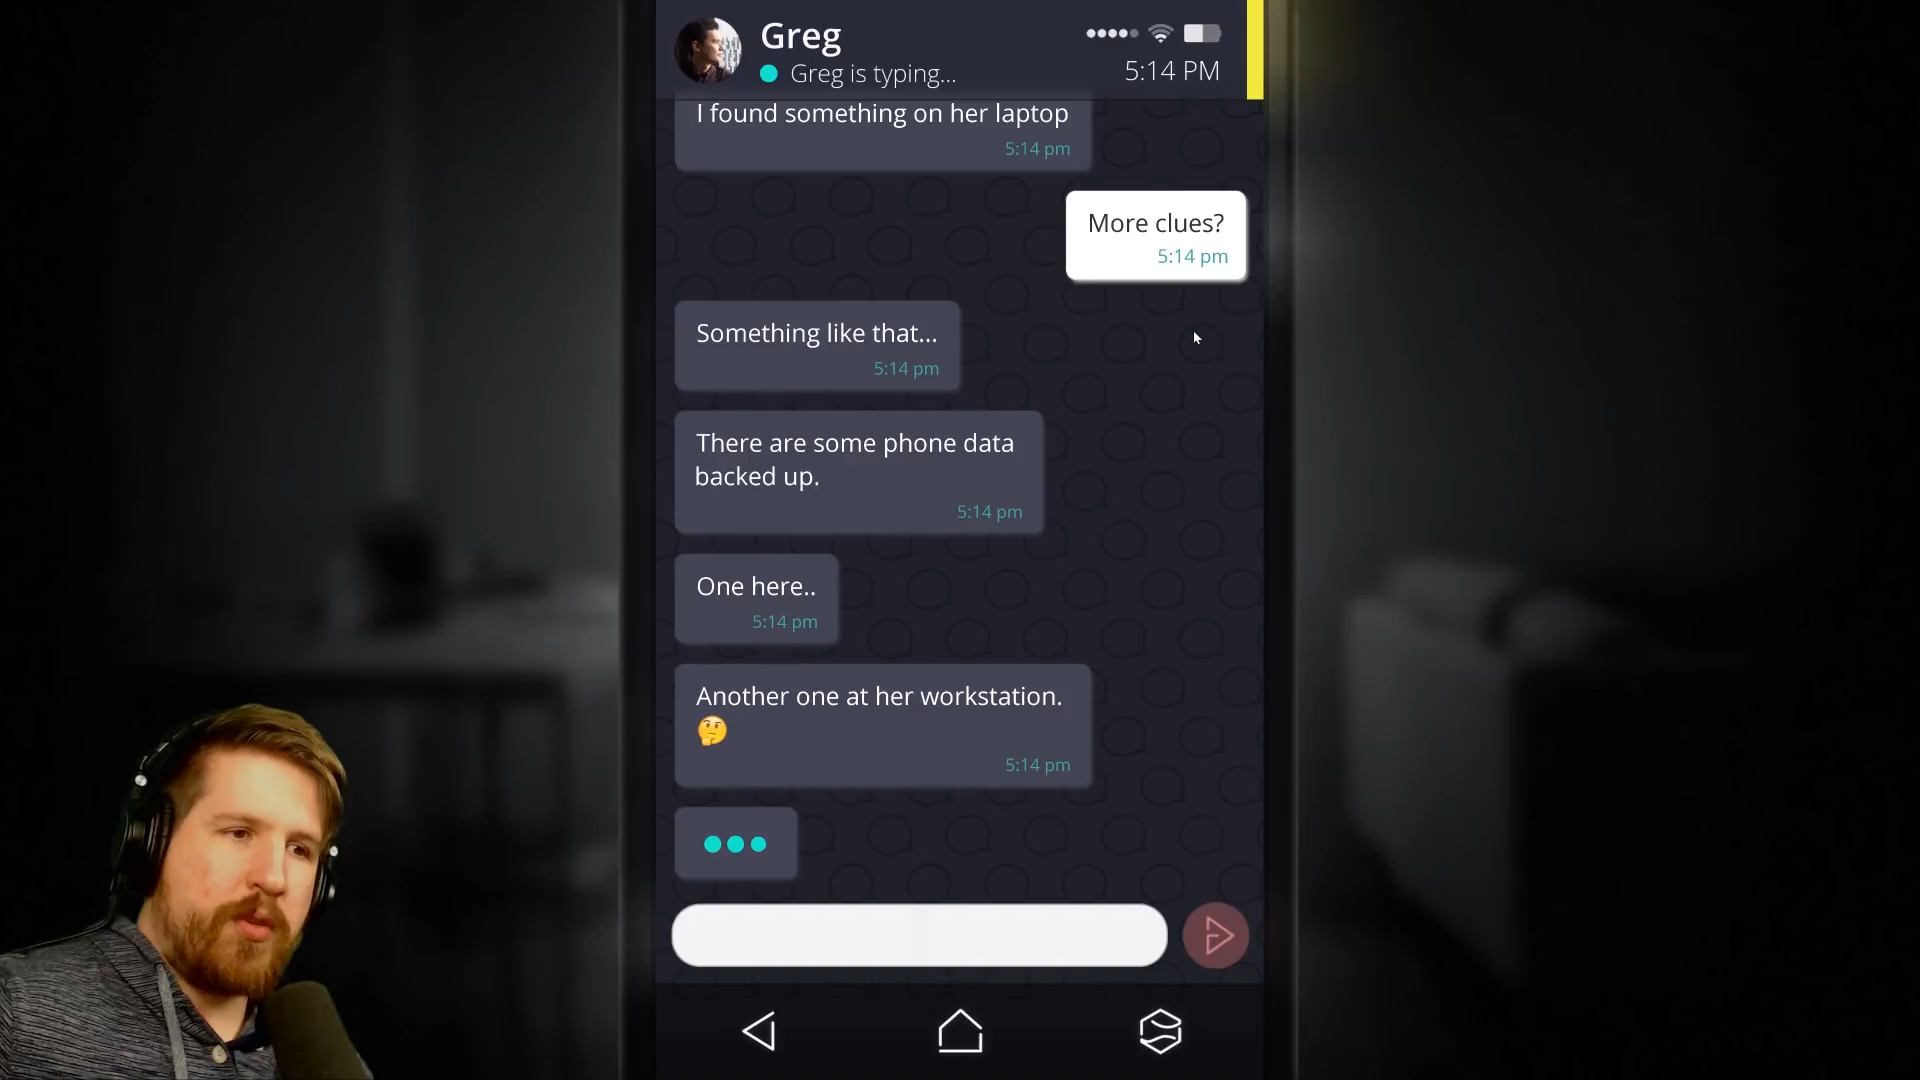 Greg
Greg is typing...
5:14 PM
I found something on her laptop
5:14 pm
More clues?
5:14 pm
Something like that...
5:14 pm
There are some phone data
backed up.
5:14 pm
One here..
5:14 pm
Another one at her workstation.
🤔
5:14 pm